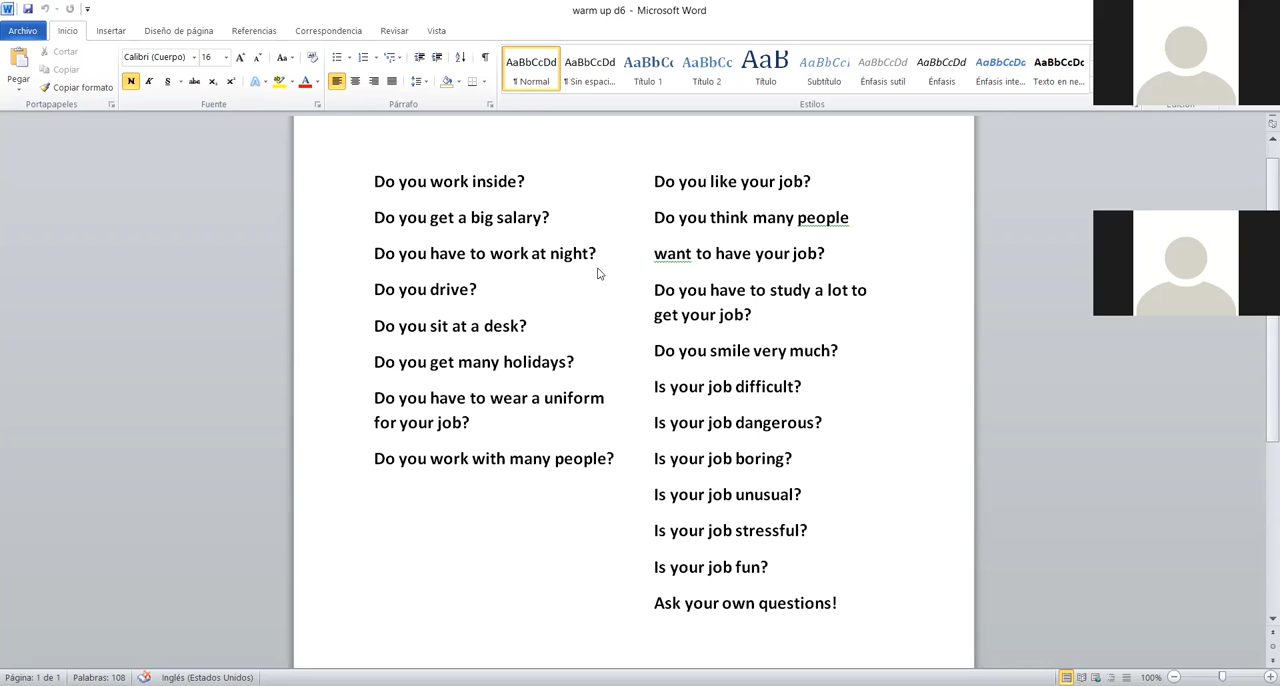 warm up d6 - Microsoft Word
Archivo Inicio Insertar Diseño de página Referencias Correspondencia Revisar Vista
Pegar
Cortar
Copiar
Copiar formato
Portapapeles
Calibri (Cuerpo) 16
Fuente
Párrafo
AaBbCcDd AaBbCcDd AaBbCc AaBbCc AaB AaBbCcI AaBbCcDd AaBbCcDd AaBbCcDd AaBbCcDc
¶ Normal ¶ Sin espaci... Título 1 Título 2 Título Subtítulo Énfasis sutil Énfasis Énfasis inte... Texto en ne...
Estilos
Edición
Do you work inside?
Do you get a big salary?
Do you have to work at night?
Do you drive?
Do you sit at a desk?
Do you get many holidays?
Do you have to wear a uniform
for your job?
Do you work with many people?
Do you like your job?
Do you think many people
want to have your job?
Do you have to study a lot to
get your job?
Do you smile very much?
Is your job difficult?
Is your job dangerous?
Is your job boring?
Is your job unusual?
Is your job stressful?
Is your job fun?
Ask your own questions!
Página: 1 de 1 Palabras: 108 Inglés (Estados Unidos) 100%